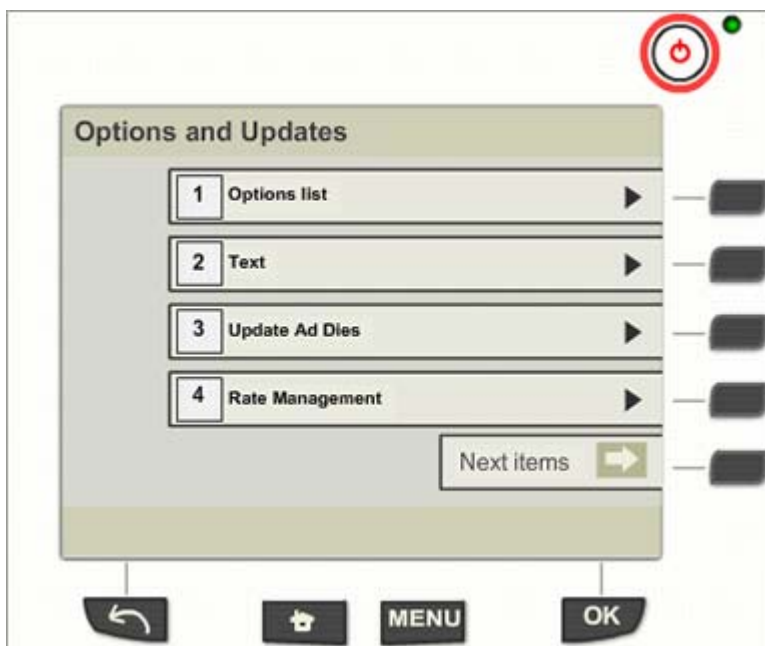 Options and Updates
1 Options list
2 Text
3 Update Ad Dies
4 Rate Management
Next items
MENU
OK